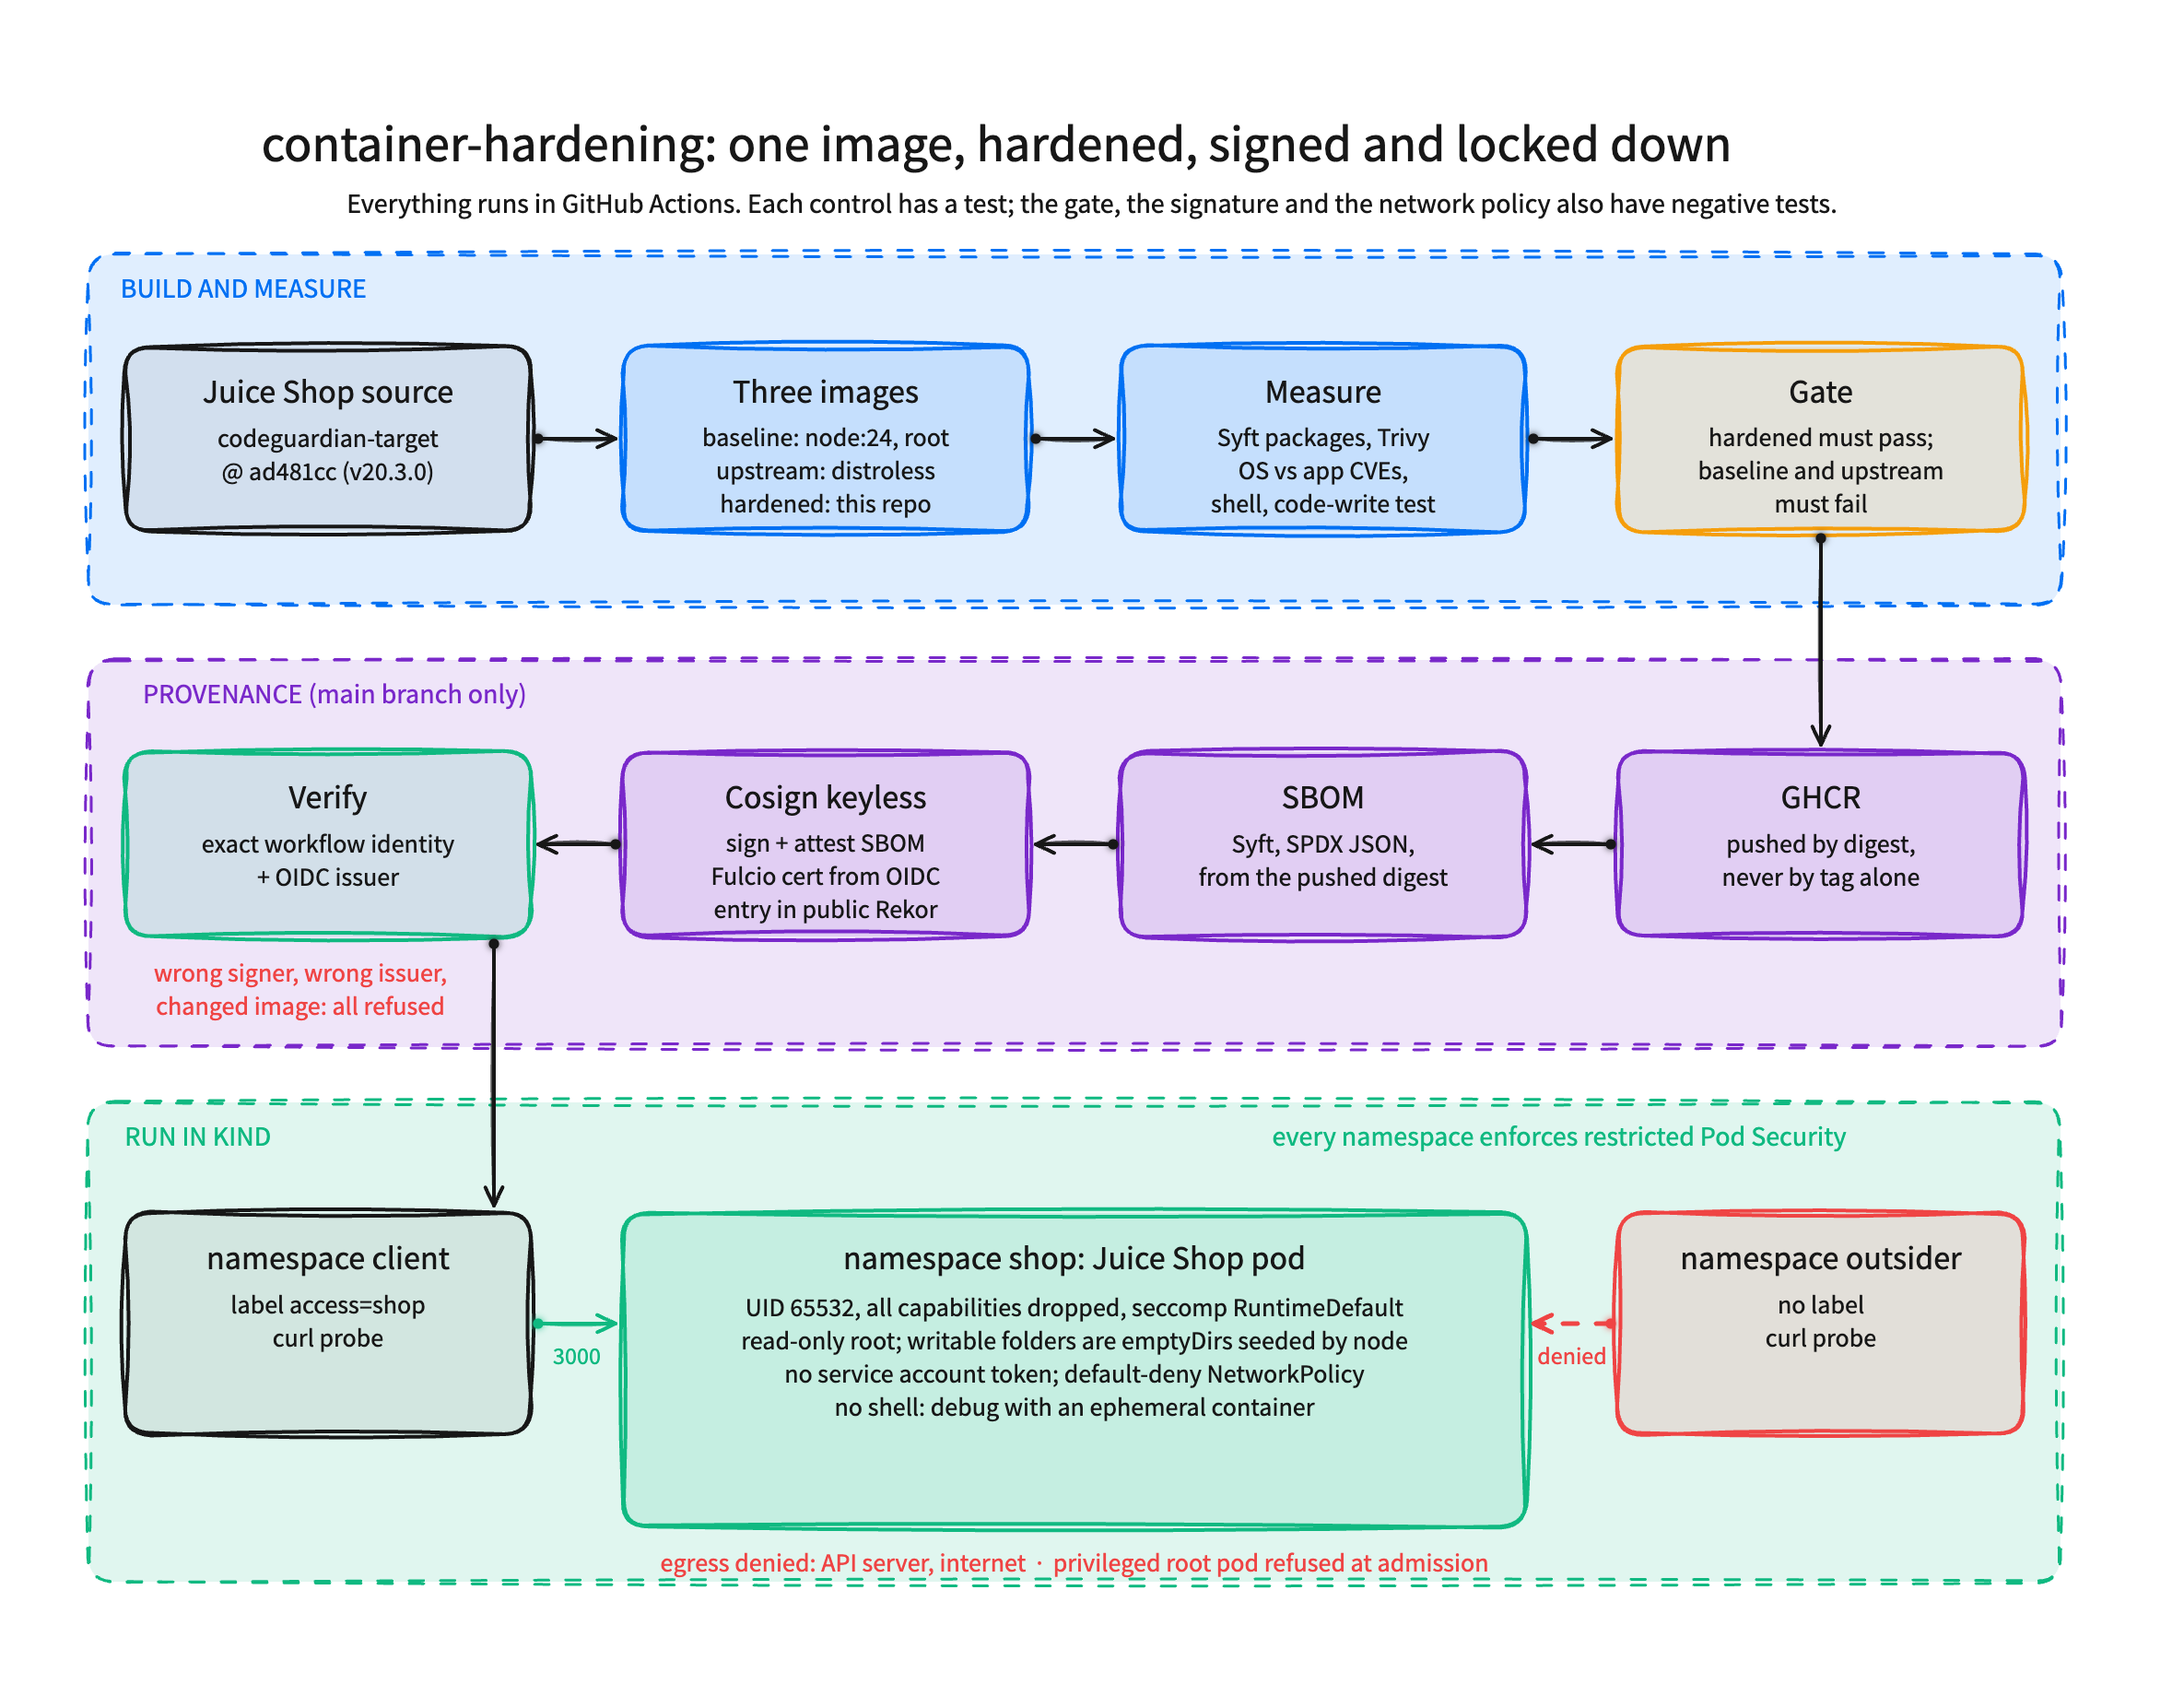 container-hardening: one image, hardened, signed and locked down
Everything runs in GitHub Actions. Each control has a test; the gate, the signature and the network policy also have negative tests.
BUILD AND MEASURE
Juice Shop source
codeguardian-target
@ ad481cc (v20.3.0)
Three images
baseline: node:24, root
upstream: distroless
hardened: this repo
Measure
Syft packages, Trivy
OS vs app CVEs,
shell, code-write test
Gate
hardened must pass;
baseline and upstream
must fail
PROVENANCE (main branch only)
Verify
exact workflow identity
+ OIDC issuer
Cosign keyless
sign + attest SBOM
Fulcio cert from OIDC
entry in public Rekor
SBOM
Syft, SPDX JSON,
from the pushed digest
GHCR
pushed by digest,
never by tag alone
wrong signer, wrong issuer,
changed image: all refused
RUN IN KIND
every namespace enforces restricted Pod Security
namespace client
label access=shop
curl probe
3000
namespace shop: Juice Shop pod
UID 65532, all capabilities dropped, seccomp RuntimeDefault
read-only root; writable folders are emptyDirs seeded by node
no service account token; default-deny NetworkPolicy
no shell: debug with an ephemeral container
denied
namespace outsider
no label
curl probe
egress denied: API server, internet · privileged root pod refused at admission